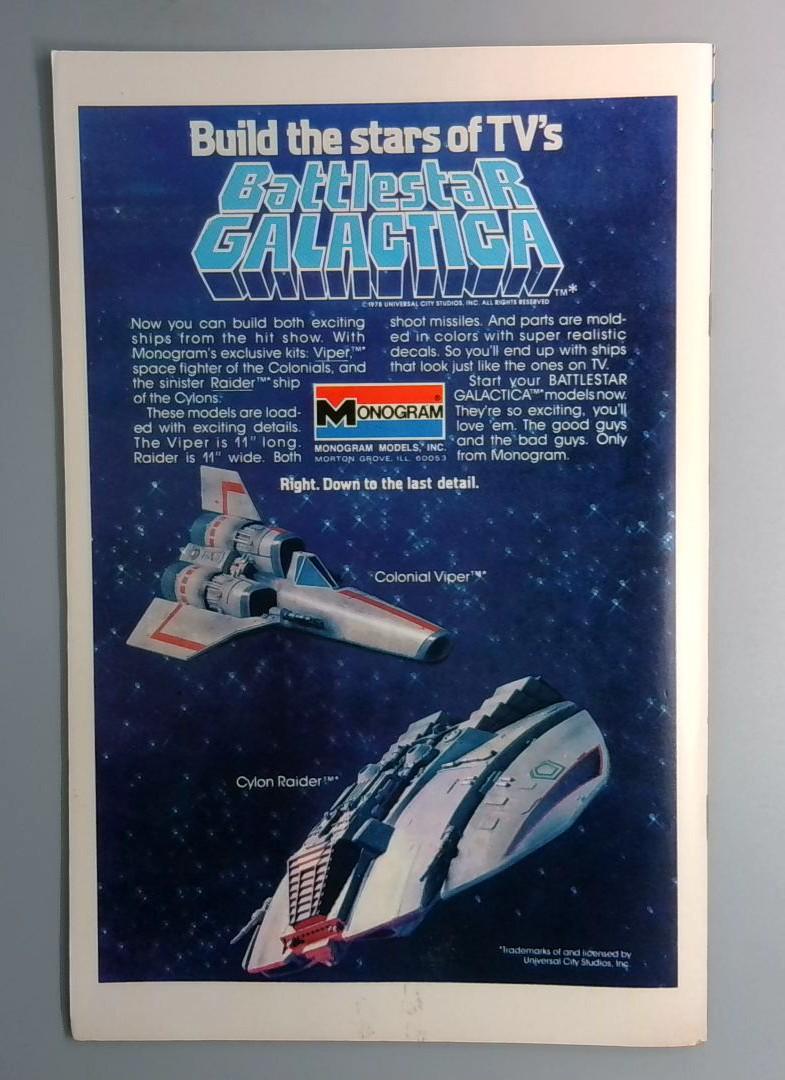 Build the stars of TV's
Battlestar
GALACTICA
TM*
©1978 UNIVERSAL CITY STUDIOS, INC. ALL RIGHTS RESERVED
Now you can build both exciting
ships from the hit show. With
Monogram's exclusive kits: Viper,™*
space fighter of the Colonials, and
the sinister Raider™* ship
of the Cylons.
These models are load-
ed with exciting details.
The Viper is 11" long.
Raider is 11" wide. Both
shoot missiles. And parts are mold-
ed in colors with super realistic
decals. So you'll end up with ships
that look just like the ones on TV.
Start your BATTLESTAR
GALACTICA™* models now.
They're so exciting, you'll
love 'em. The good guys
and the bad guys. Only
from Monogram.
MONOGRAM®
MONOGRAM MODELS, INC.
MORTON GROVE, ILL. 60053
Right. Down to the last detail.
Colonial Viper™*
Cylon Raider™*
*Trademarks of and licensed by
Universal City Studios, Inc.